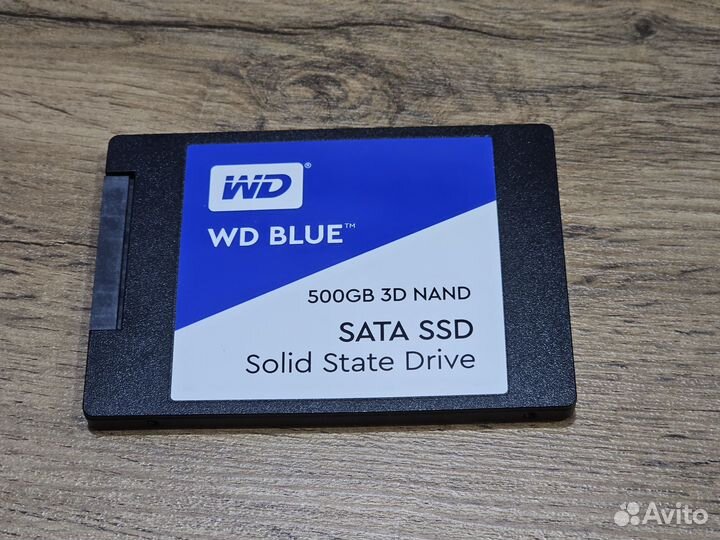 WD®
WD BLUE™
500GB 3D NAND
SATA SSD
Solid State Drive
Avito